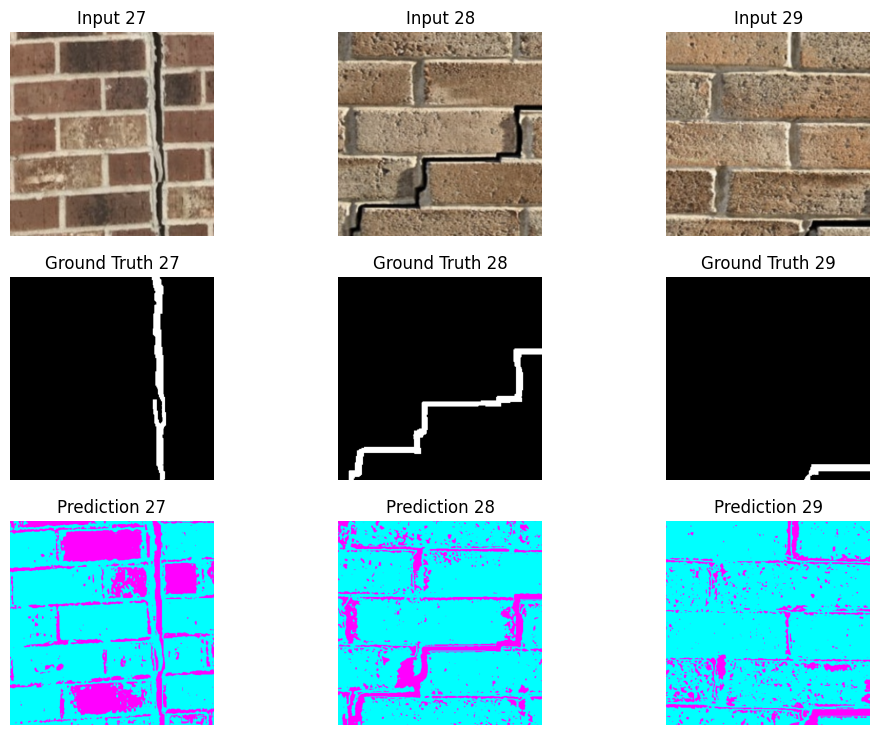 Input 27
Input 28
Input 29
Ground Truth 27
Ground Truth 28
Ground Truth 29
Prediction 27
Prediction 28
Prediction 29